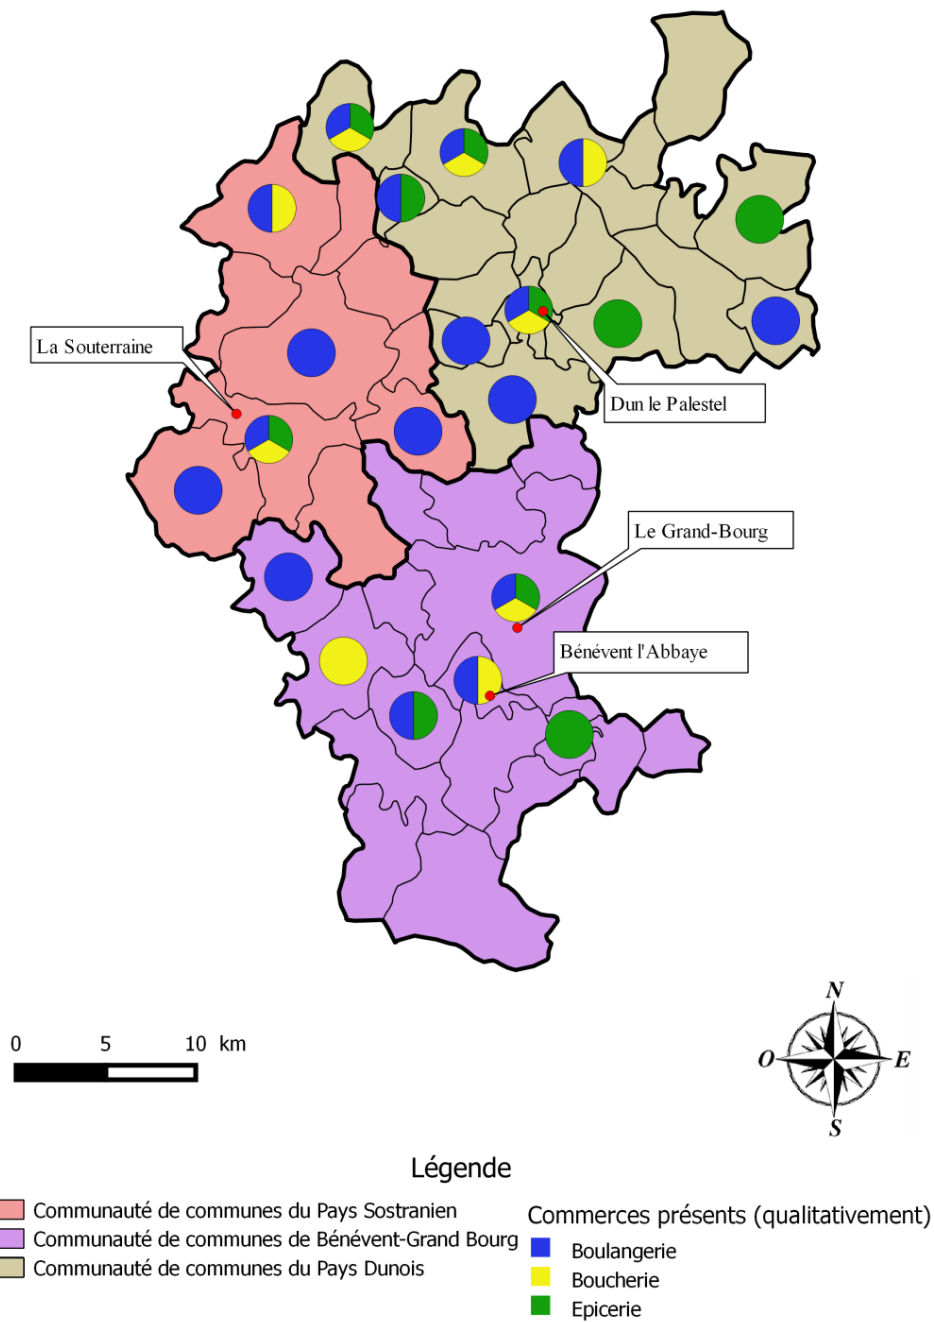 La Souterraine
Dun le Palestel
Le Grand-Bourg
Bénévent l'Abbaye
0 5 10 km
N
O E
S
Légende
Communauté de communes du Pays Sostranien
Communauté de communes de Bénévent-Grand Bourg
Communauté de communes du Pays Dunois
Commerces présents (qualitativement)
Boulangerie
Boucherie
Epicerie